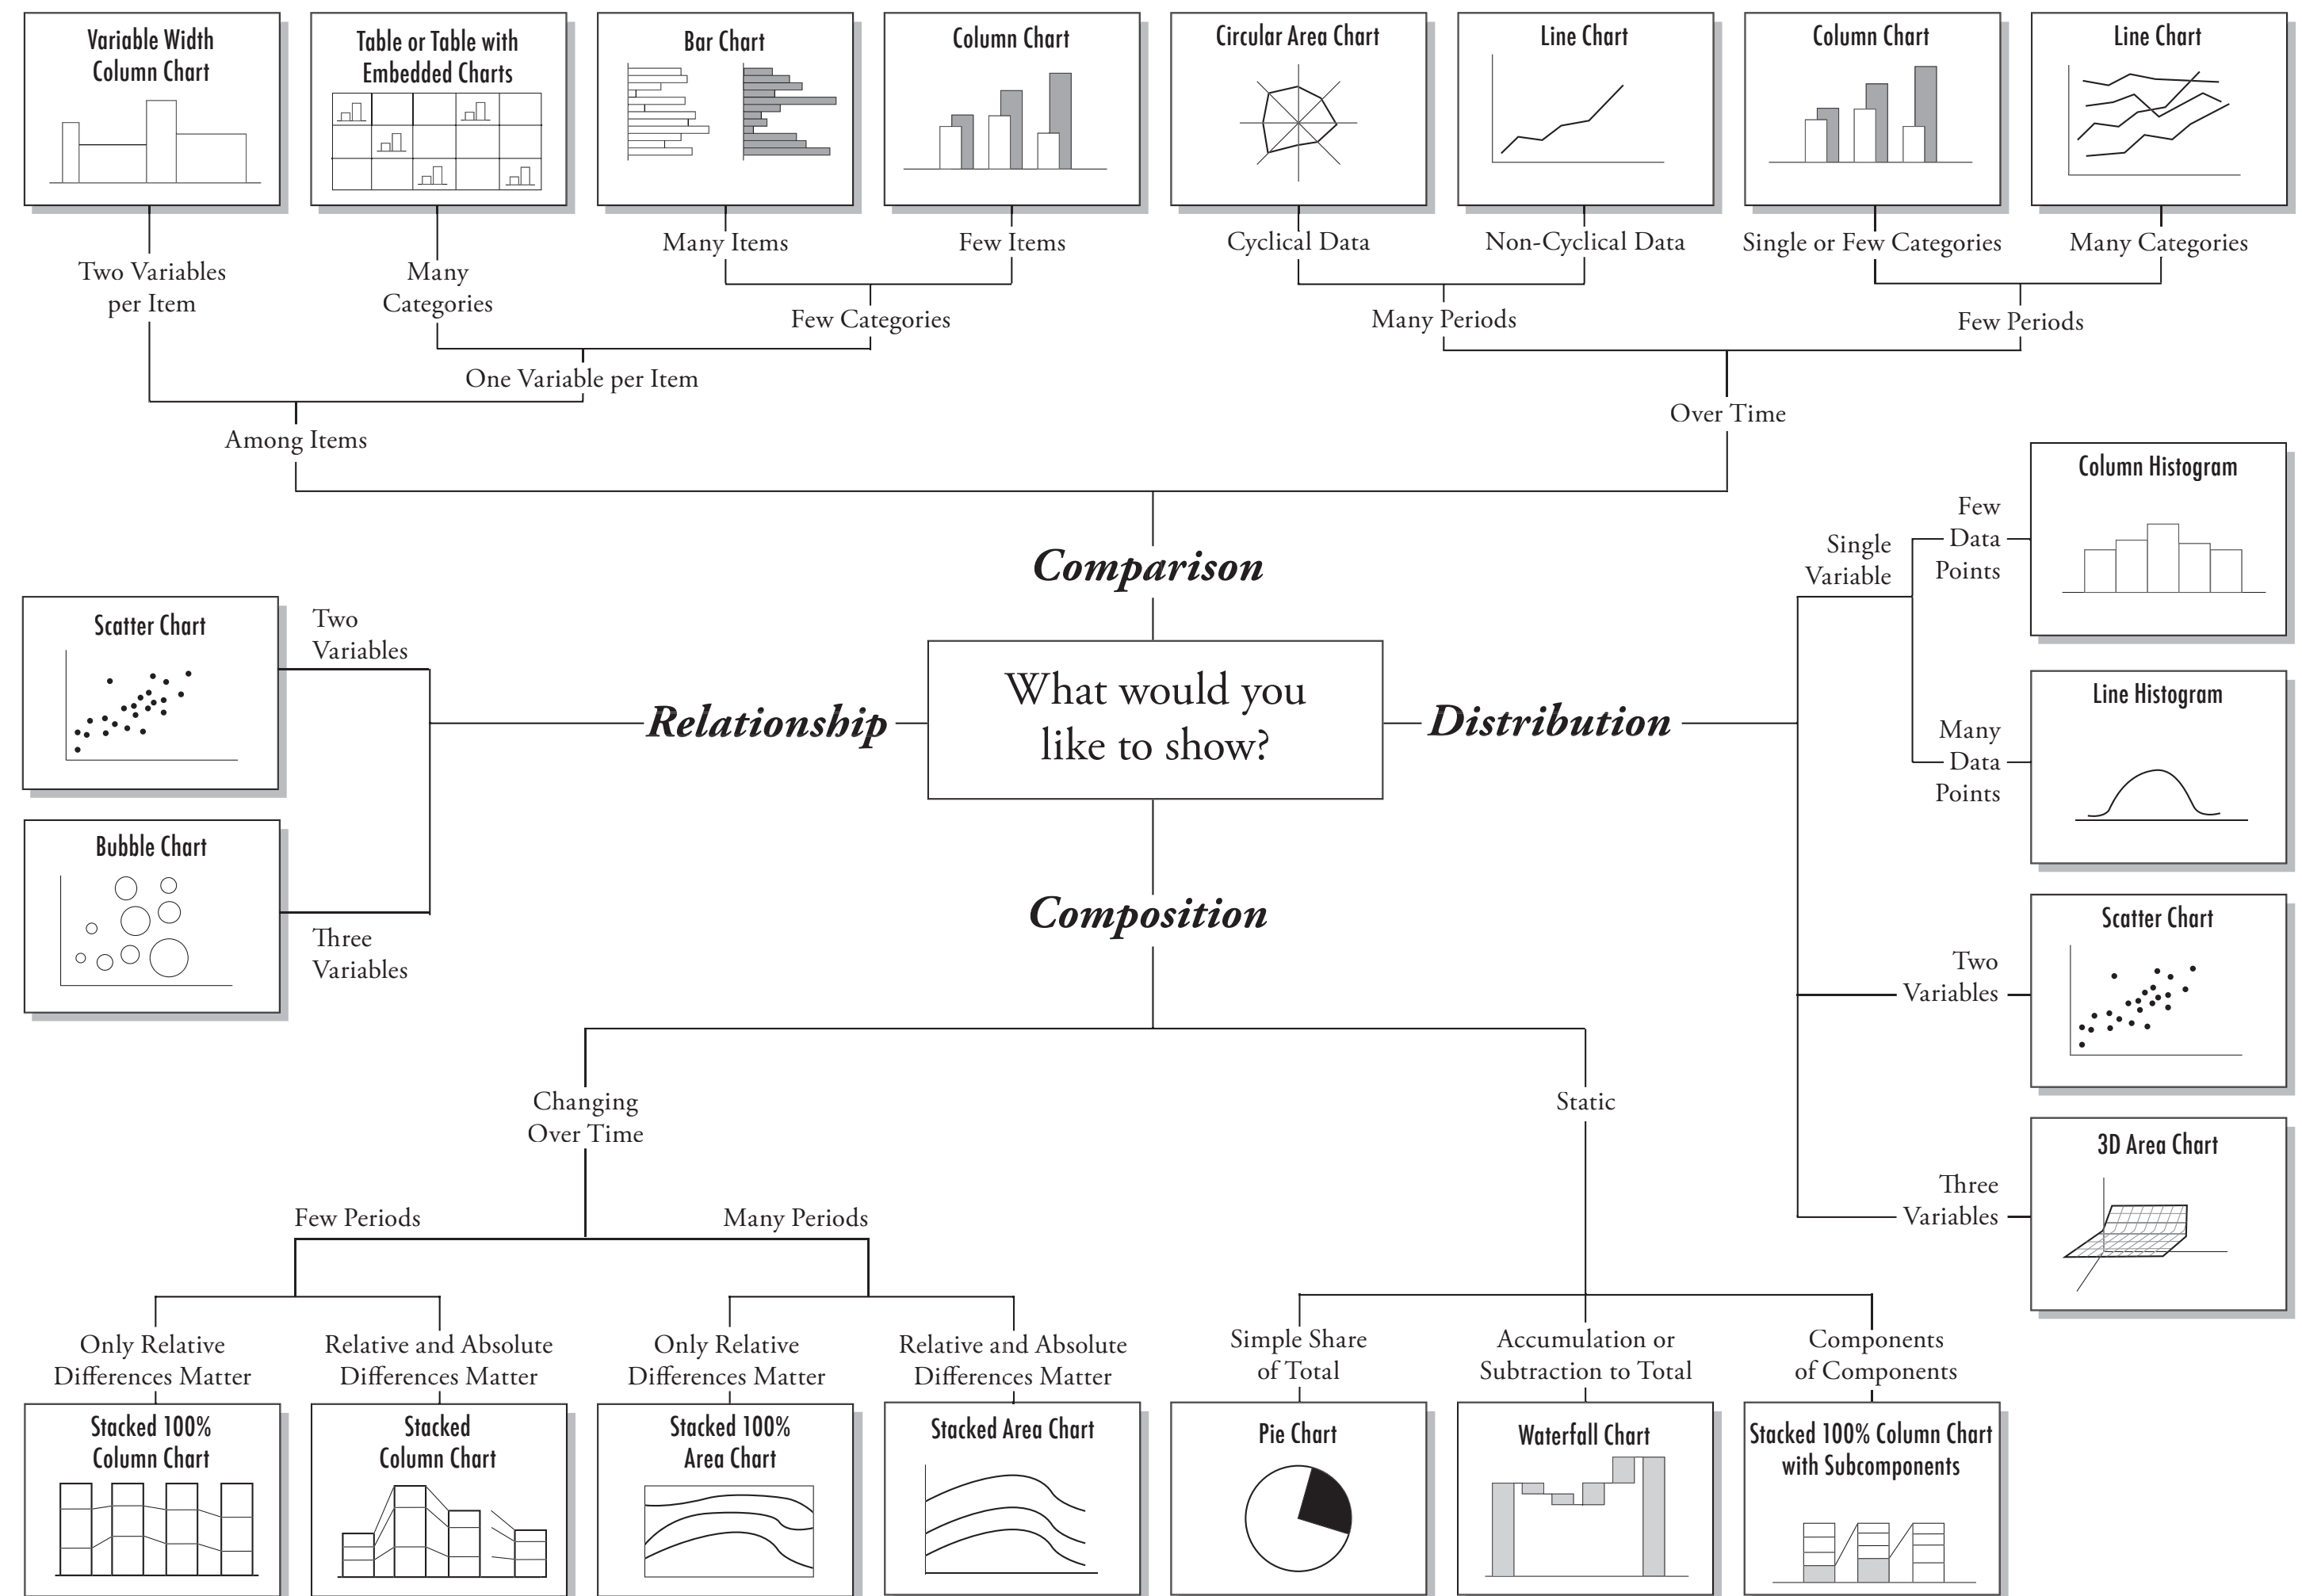 Variable Width
Column Chart
Table or Table with
Embedded Charts
Bar Chart
Column Chart
Circular Area Chart
Line Chart
Column Chart
Line Chart
Two Variables
per Item
Many
Categories
Many Items
Few Items
Cyclical Data
Non-Cyclical Data
Single or Few Categories
Many Categories
Few Categories
Many Periods
Few Periods
One Variable per Item
Among Items
Over Time
Comparison
Single
Variable
Few
Data
Points
Column Histogram
Scatter Chart
Two
Variables
Relationship
What would you
like to show?
Distribution
Many
Data
Points
Line Histogram
Bubble Chart
Three
Variables
Composition
Two
Variables
Scatter Chart
Three
Variables
3D Area Chart
Changing
Over Time
Static
Few Periods
Many Periods
Only Relative
Differences Matter
Relative and Absolute
Differences Matter
Only Relative
Differences Matter
Relative and Absolute
Differences Matter
Simple Share
of Total
Accumulation or
Subtraction to Total
Components
of Components
Stacked 100%
Column Chart
Stacked
Column Chart
Stacked 100%
Area Chart
Stacked Area Chart
Pie Chart
Waterfall Chart
Stacked 100% Column Chart
with Subcomponents